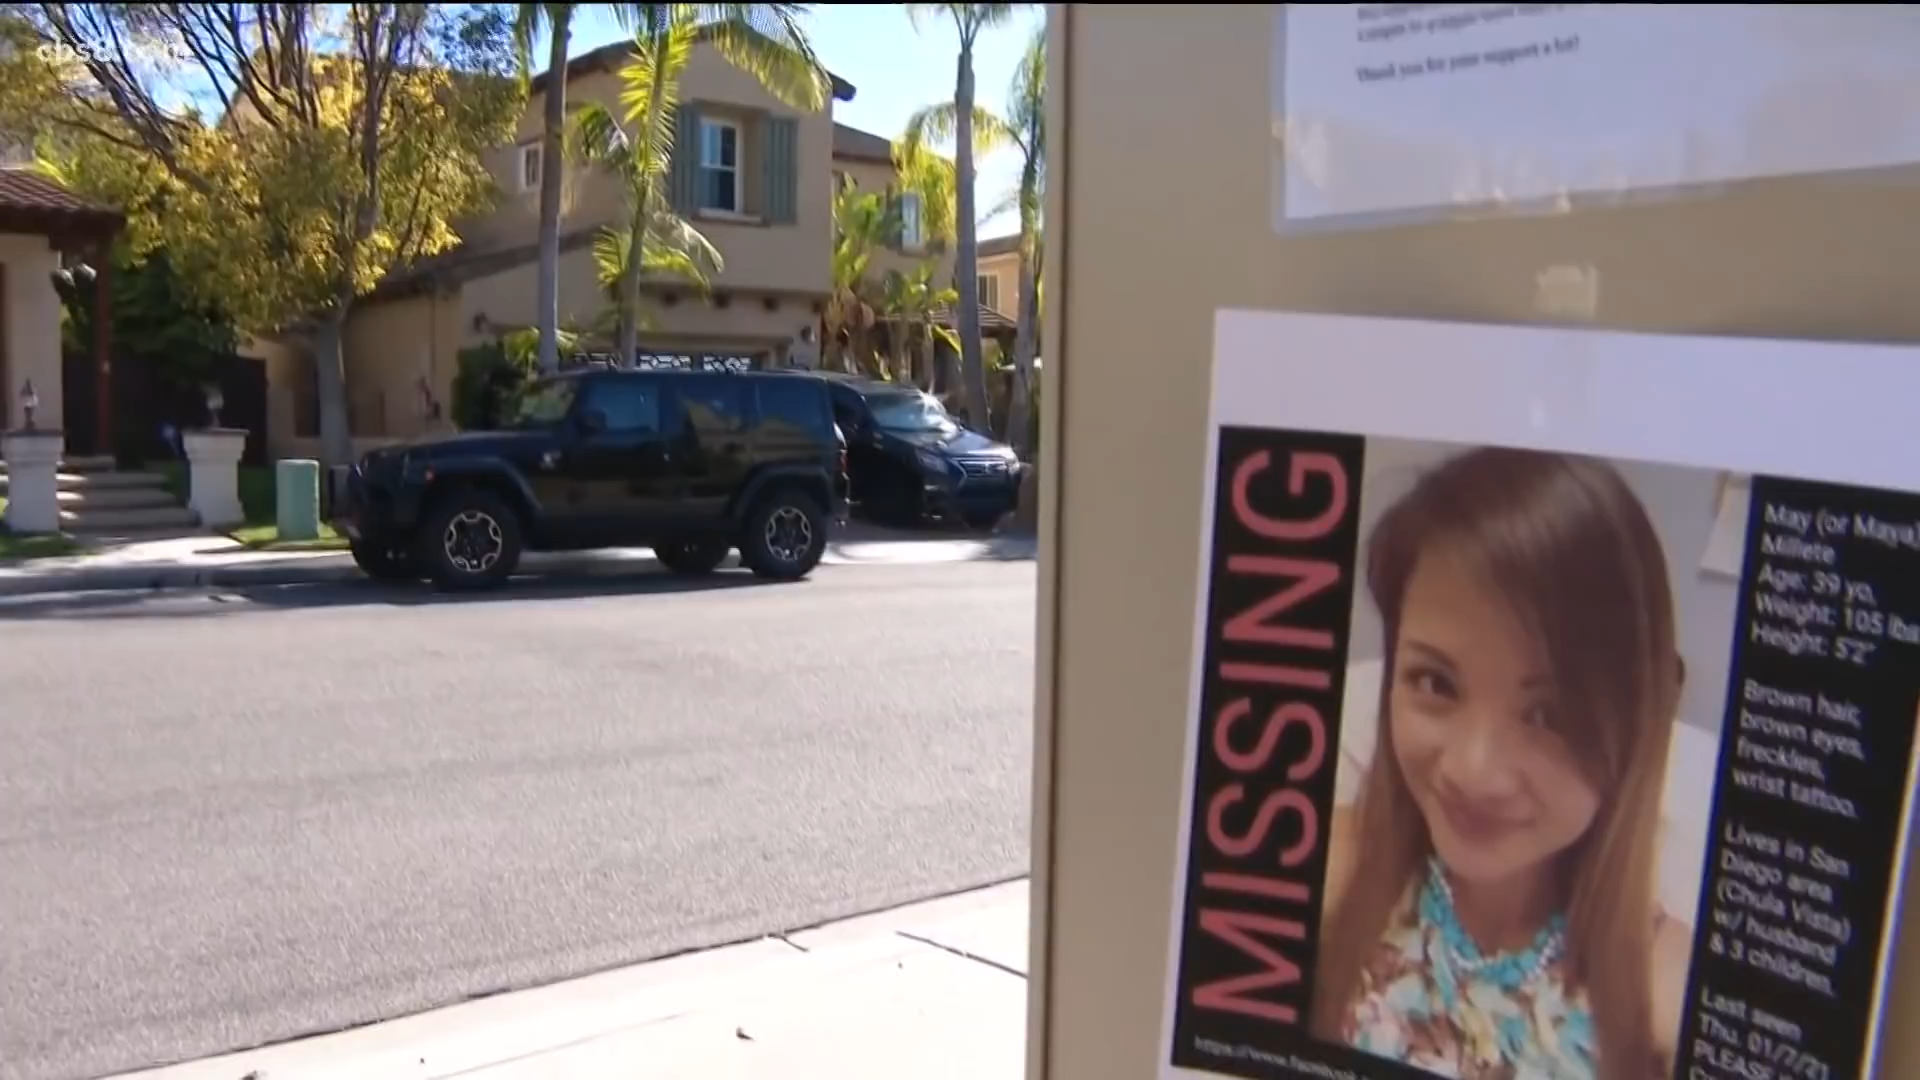 Thank you for your support a lot!
MISSING
May (or Maya)
Millete
Age: 39 yo,
Weight: 105 lbs
Height: 5'2"
Brown hair,
brown eyes,
freckles,
wrist tattoo.
Lives in San
Diego area
(Chula Vista)
w/ husband
& 3 children.
Last seen
Thu. 01/7/21
PLEASE